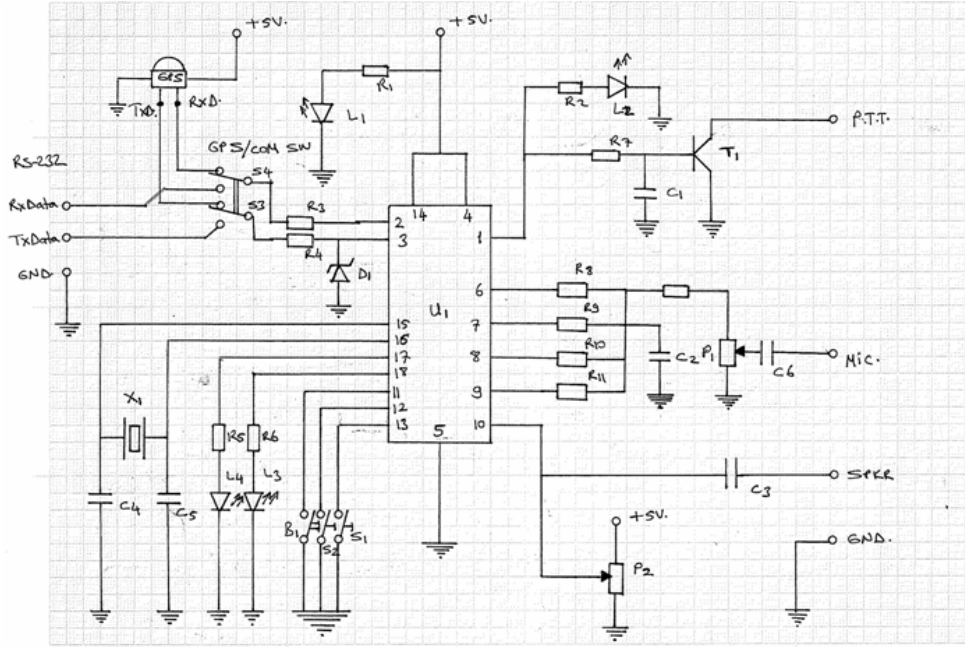 +5V.
+5V.
GPS
R1
TxD.
RxD.
L1
R2
L2
P.T.T.
RS-232
GPS/COM SW
S4
R7
T1
C1
RxData
S3
R3
2
14
4
1
TxData
R4
3
D1
GND.
R8
6
U1
R9
7
15
16
R10
8
C2
P1
C6
MIC.
17
18
R11
9
11
12
X1
13
5
10
R5
R6
L4
L3
C4
C5
C3
SPKR
B1
S2
S1
+5V.
GND.
P2